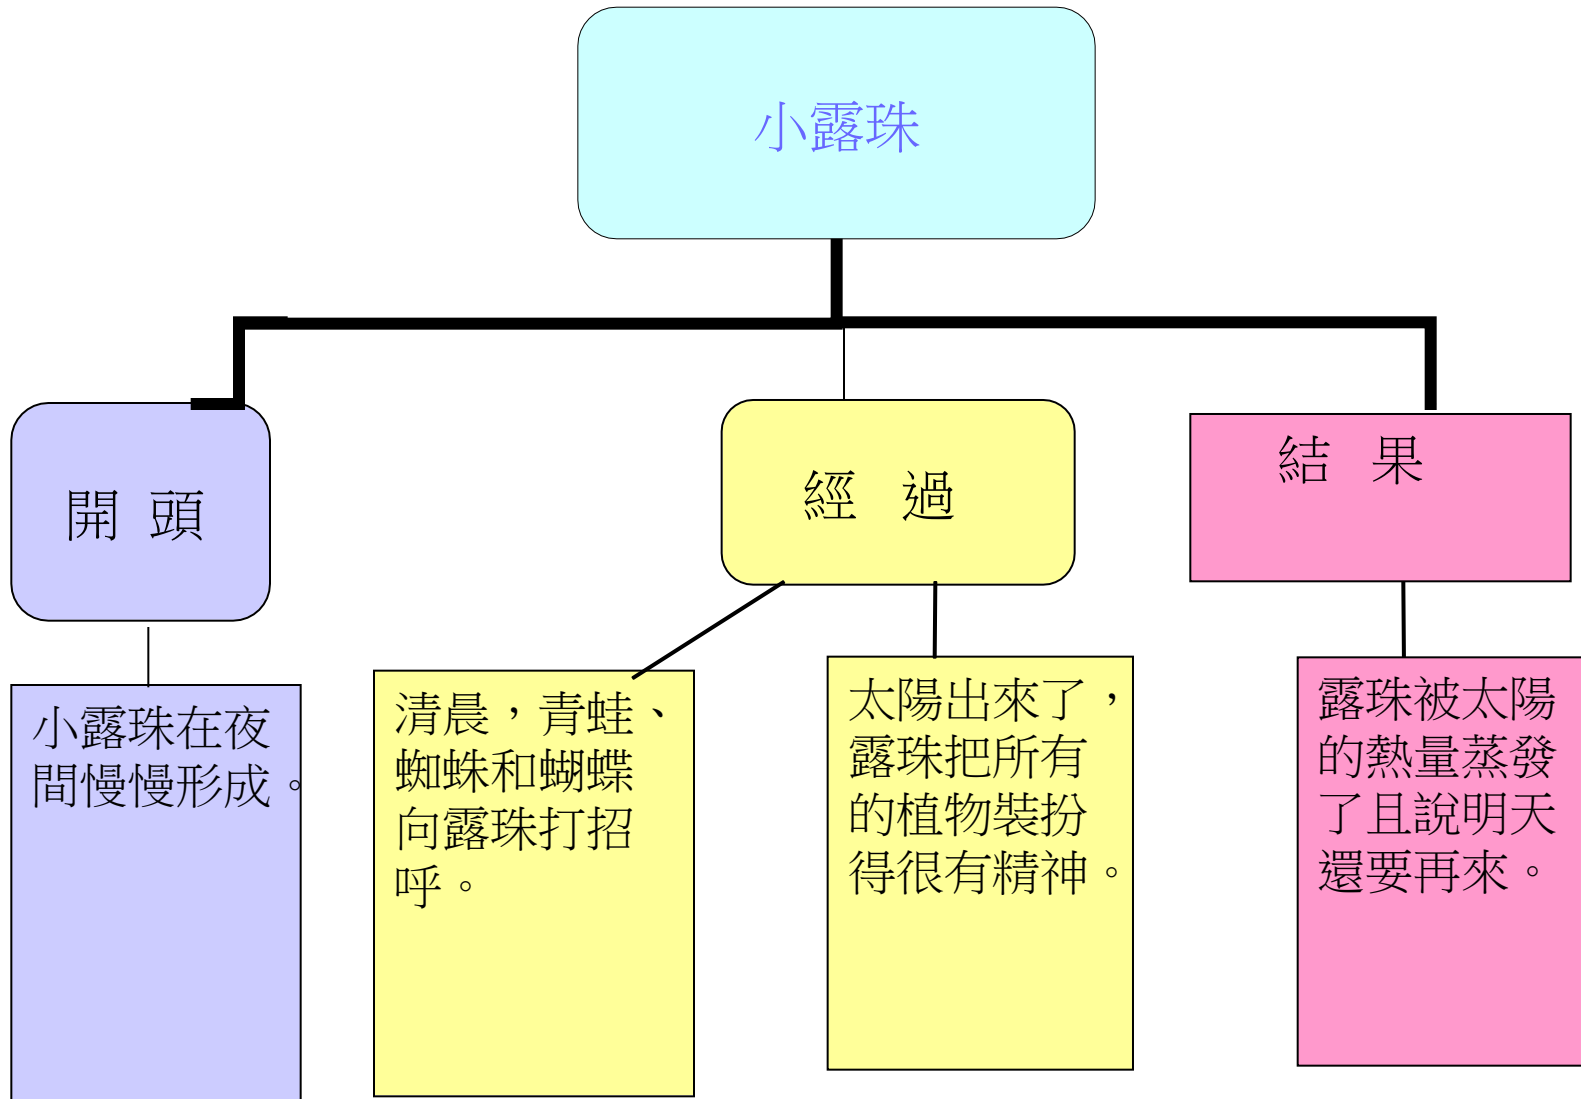 小露珠
開 頭
經 過
結 果
小露珠在夜
間慢慢形成。
清晨，青蛙、
蜘蛛和蝴蝶
向露珠打招
呼。
太陽出來了，
露珠把所有
的植物裝扮
得很有精神。
露珠被太陽
的熱量蒸發
了且說明天
還要再來。